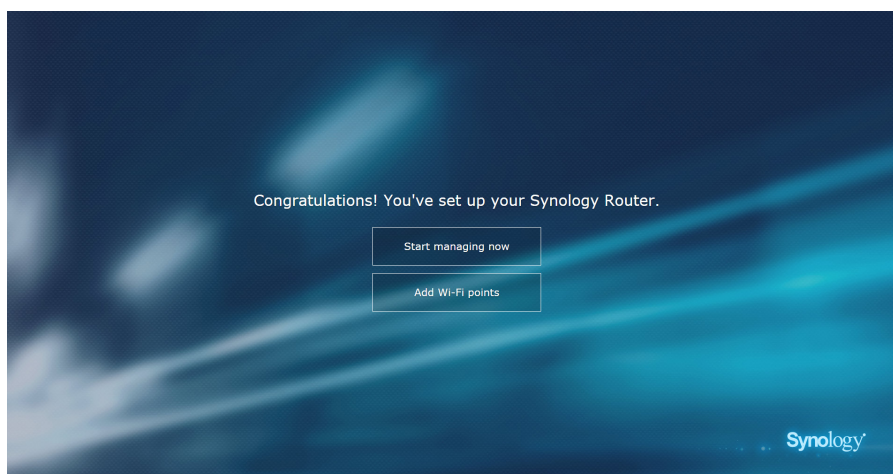 Congratulations! You've set up your Synology Router.
Start managing now
Add Wi-Fi points
Synology